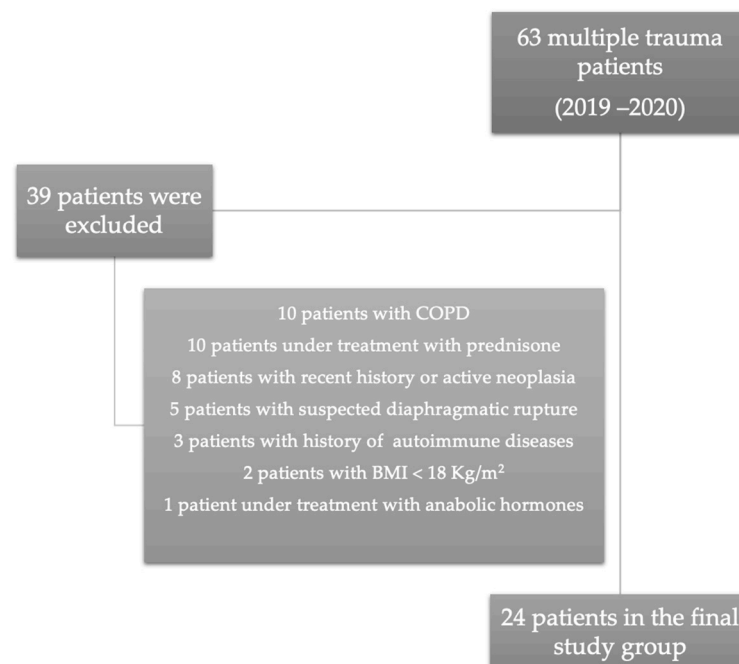 63 multiple trauma
patients
(2019 –2020)
39 patients were
excluded
10 patients with COPD
10 patients under treatment with prednisone
8 patients with recent history or active neoplasia
5 patients with suspected diaphragmatic rupture
3 patients with history of autoimmune diseases
2 patients with BMI < 18 Kg/m²
1 patient under treatment with anabolic hormones
24 patients in the final
study group